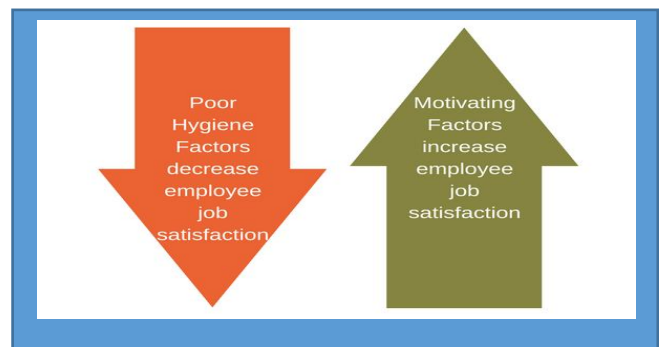 Poor
Hygiene
Factors
decrease
employee
job
satisfaction
Motivating
Factors
increase
employee
job
satisfaction